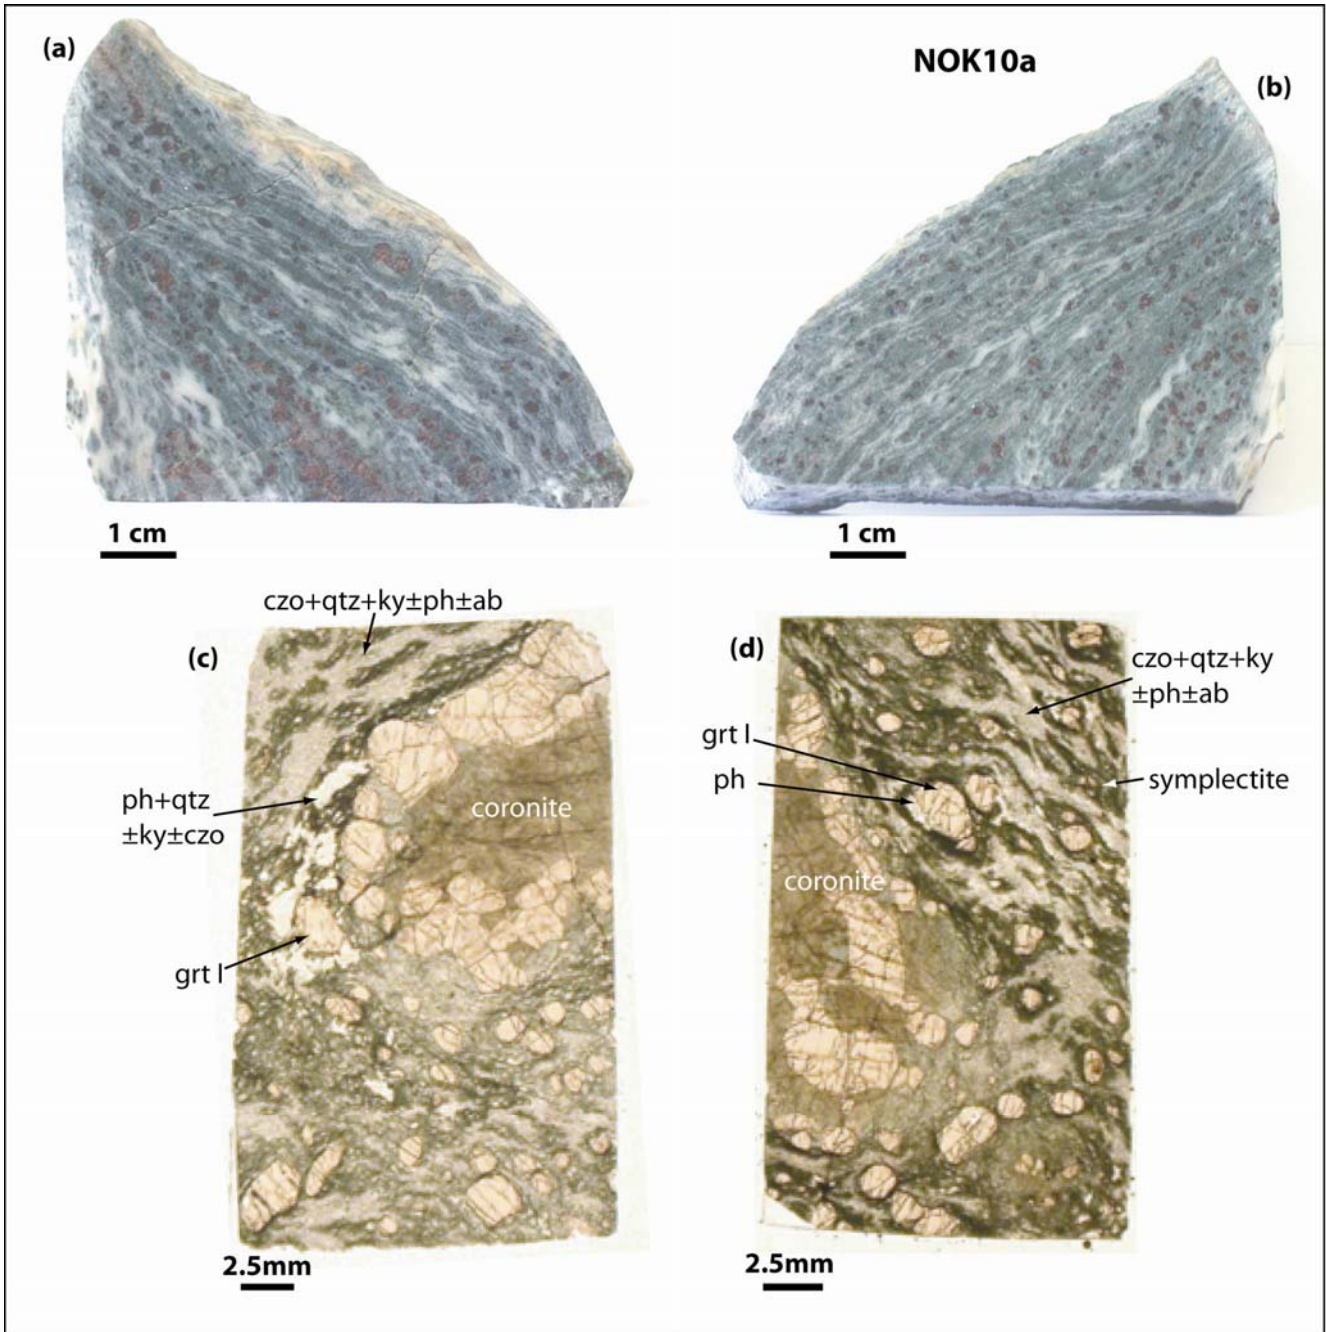 (a)
NOK10a
(b)
1 cm
1 cm
czo+qtz+ky±ph±ab
(c)
coronite
ph+qtz
±ky±czo
grt I
2.5mm
(d)
czo+qtz+ky
±ph±ab
grt I
ph
symplectite
coronite
2.5mm